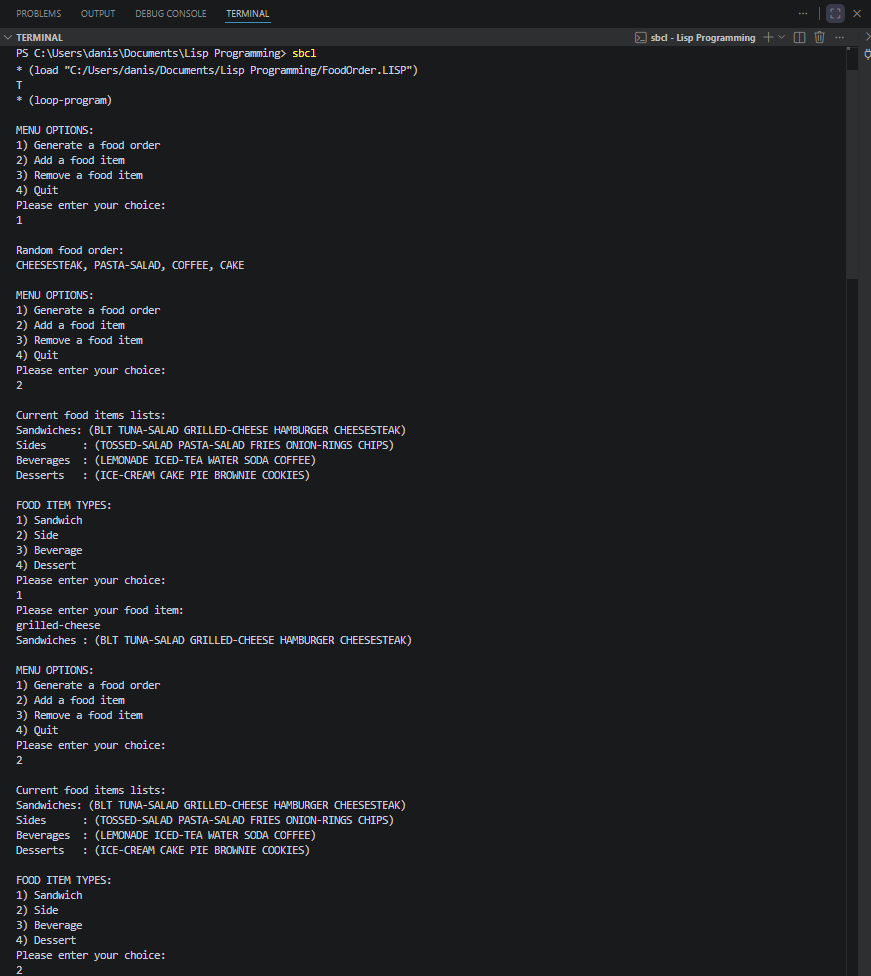 PROBLEMS OUTPUT DEBUG CONSOLE TERMINAL
TERMINAL
sbcl - Lisp Programming
PS C:\Users\danis\Documents\Lisp Programming> sbcl
* (load "C:/Users/danis/Documents/Lisp Programming/FoodOrder.LISP")
T
* (loop-program)
MENU OPTIONS:
1) Generate a food order
2) Add a food item
3) Remove a food item
4) Quit
Please enter your choice:
1
Random food order:
CHEESESTEAK, PASTA-SALAD, COFFEE, CAKE
MENU OPTIONS:
1) Generate a food order
2) Add a food item
3) Remove a food item
4) Quit
Please enter your choice:
2
Current food items lists:
Sandwiches: (BLT TUNA-SALAD GRILLED-CHEESE HAMBURGER CHEESESTEAK)
Sides      : (TOSSED-SALAD PASTA-SALAD FRIES ONION-RINGS CHIPS)
Beverages  : (LEMONADE ICED-TEA WATER SODA COFFEE)
Desserts   : (ICE-CREAM CAKE PIE BROWNIE COOKIES)
FOOD ITEM TYPES:
1) Sandwich
2) Side
3) Beverage
4) Dessert
Please enter your choice:
1
Please enter your food item:
grilled-cheese
Sandwiches : (BLT TUNA-SALAD GRILLED-CHEESE HAMBURGER CHEESESTEAK)
MENU OPTIONS:
1) Generate a food order
2) Add a food item
3) Remove a food item
4) Quit
Please enter your choice:
2
Current food items lists:
Sandwiches: (BLT TUNA-SALAD GRILLED-CHEESE HAMBURGER CHEESESTEAK)
Sides      : (TOSSED-SALAD PASTA-SALAD FRIES ONION-RINGS CHIPS)
Beverages  : (LEMONADE ICED-TEA WATER SODA COFFEE)
Desserts   : (ICE-CREAM CAKE PIE BROWNIE COOKIES)
FOOD ITEM TYPES:
1) Sandwich
2) Side
3) Beverage
4) Dessert
Please enter your choice:
2